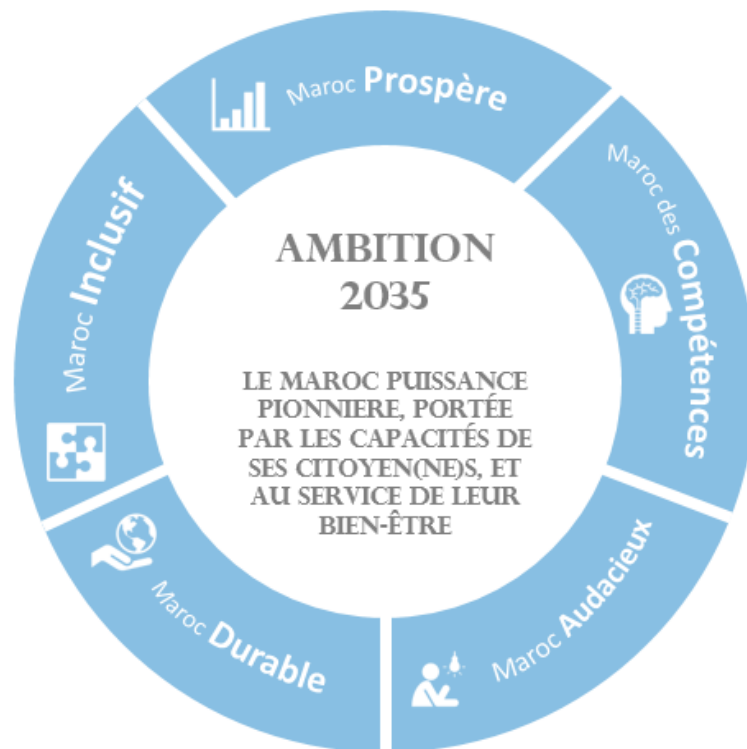 Maroc Prospère
Maroc des Compétences
Maroc Audacieux
Maroc Durable
Maroc Inclusif
AMBITION
2035
LE MAROC PUISSANCE
PIONNIERE, PORTÉE
PAR LES CAPACITÉS DE
SES CITOYEN(NE)S, ET
AU SERVICE DE LEUR
BIEN-ÊTRE